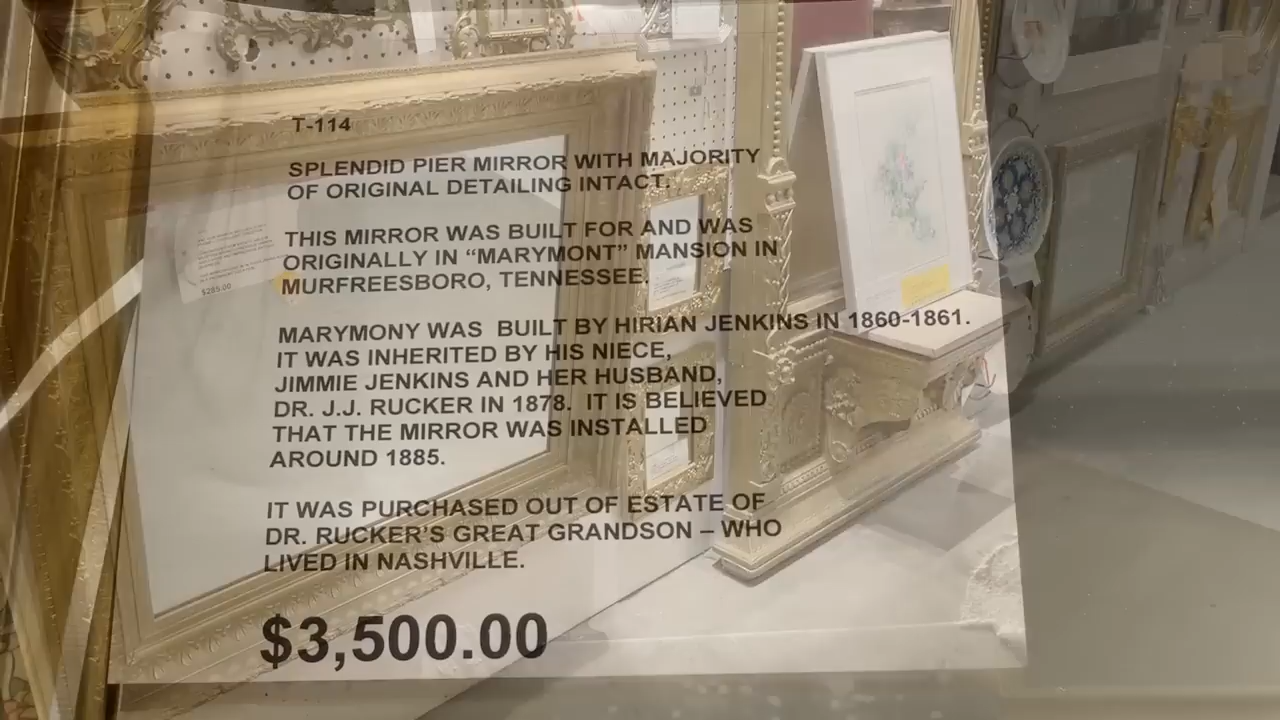 T-114
SPLENDID PIER MIRROR WITH MAJORITY
OF ORIGINAL DETAILING INTACT.
THIS MIRROR WAS BUILT FOR AND WAS
ORIGINALLY IN “MARYMONT” MANSION IN
MURFREESBORO, TENNESSEE.
MARYMONY WAS BUILT BY HIRIAN JENKINS IN 1860-1861.
IT WAS INHERITED BY HIS NIECE,
JIMMIE JENKINS AND HER HUSBAND,
DR. J.J. RUCKER IN 1878. IT IS BELIEVED
THAT THE MIRROR WAS INSTALLED
AROUND 1885.
IT WAS PURCHASED OUT OF ESTATE OF
DR. RUCKER’S GREAT GRANDSON – WHO
LIVED IN NASHVILLE.
$3,500.00
$285.00